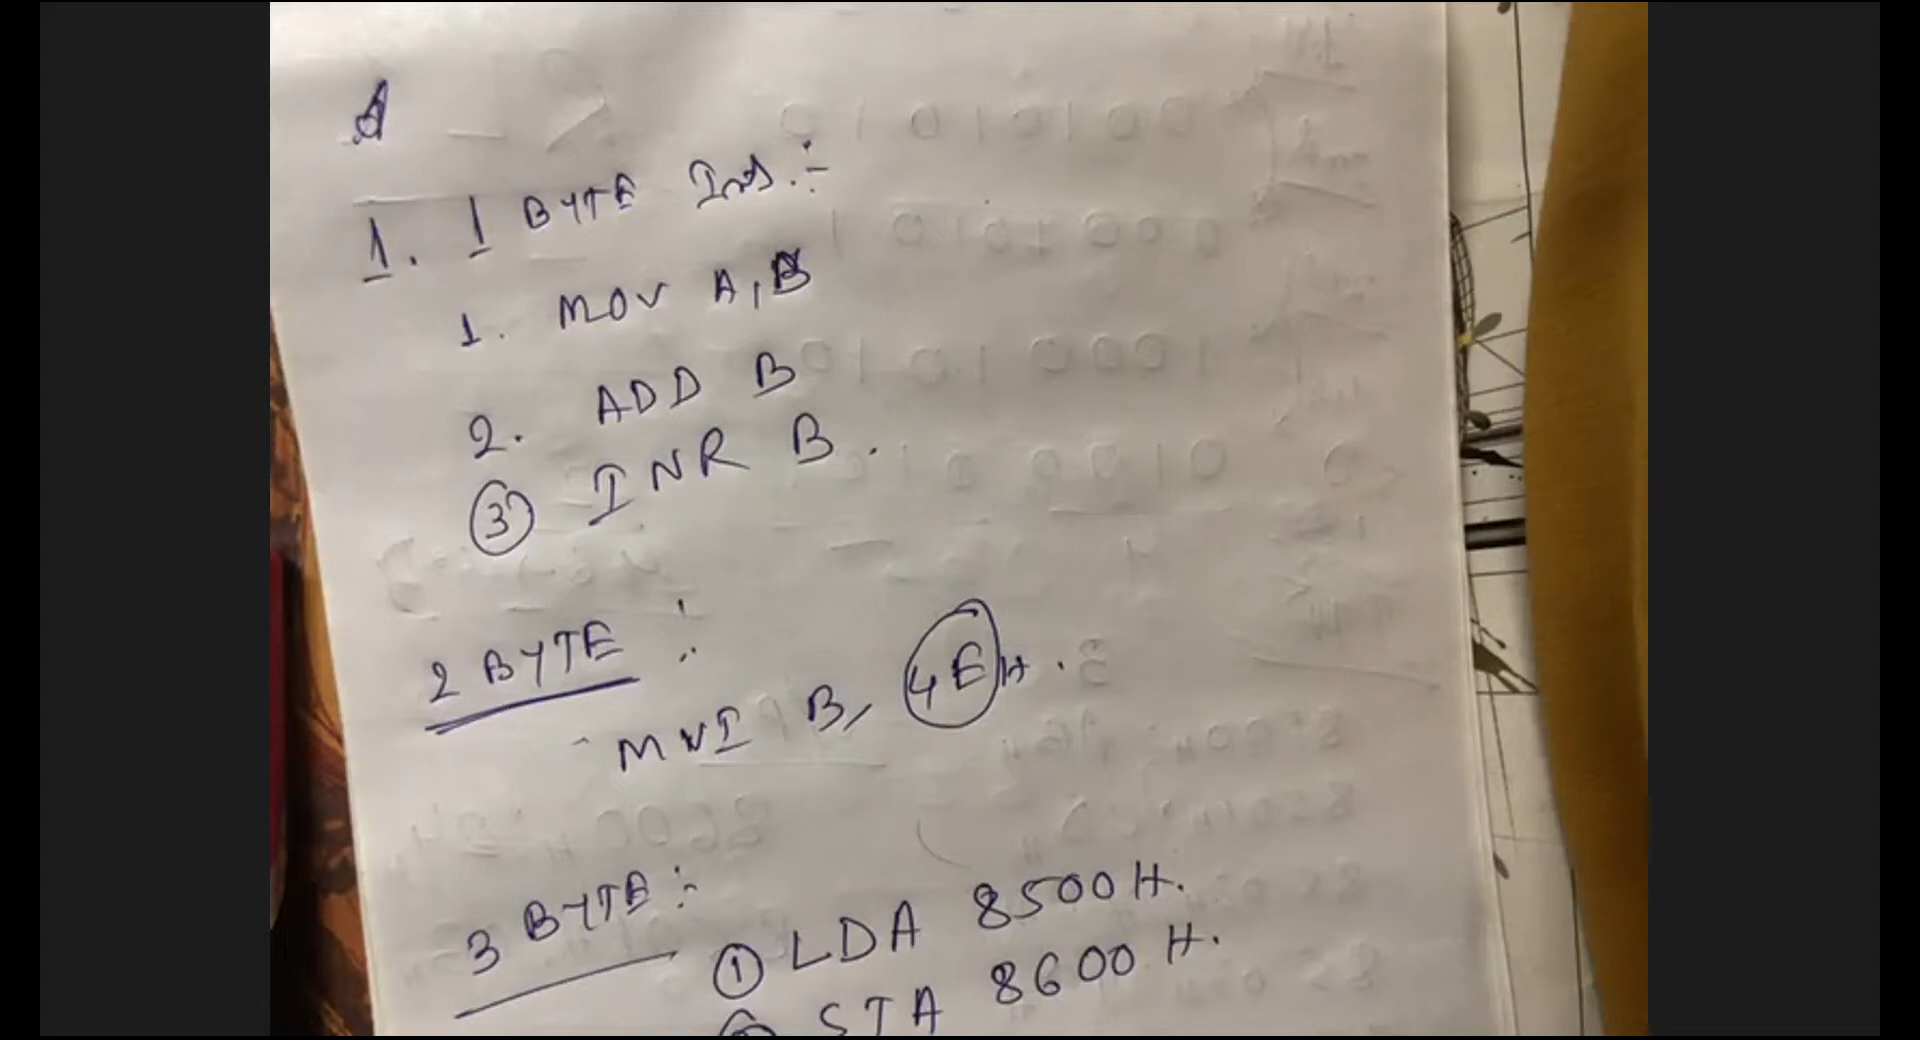 1. 1 BYTE Ins. :-
1. MOV A, B
2. ADD B
3 INR B.
2 BYTE :
- MVI B, 4EH.
3 BYTE :-
1 LDA 8500H.
STA 8600H.